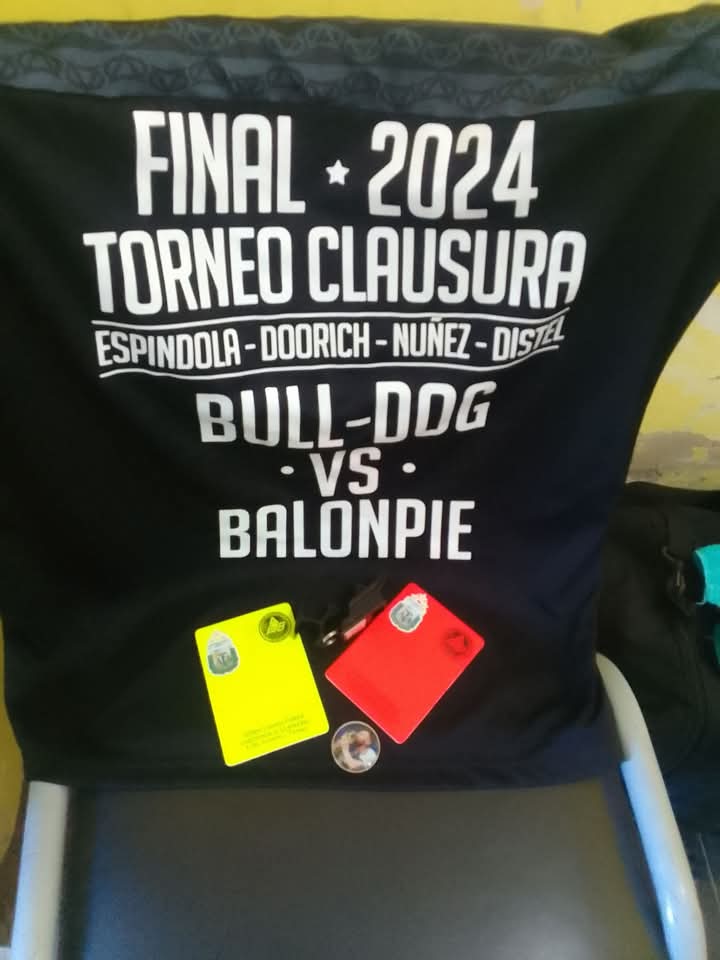 FINAL ★ 2024
TORNEO CLAUSURA
ESPINDOLA - DOORICH - NUÑEZ - DISTEL
BULL-DOG
• VS •
BALONPIE